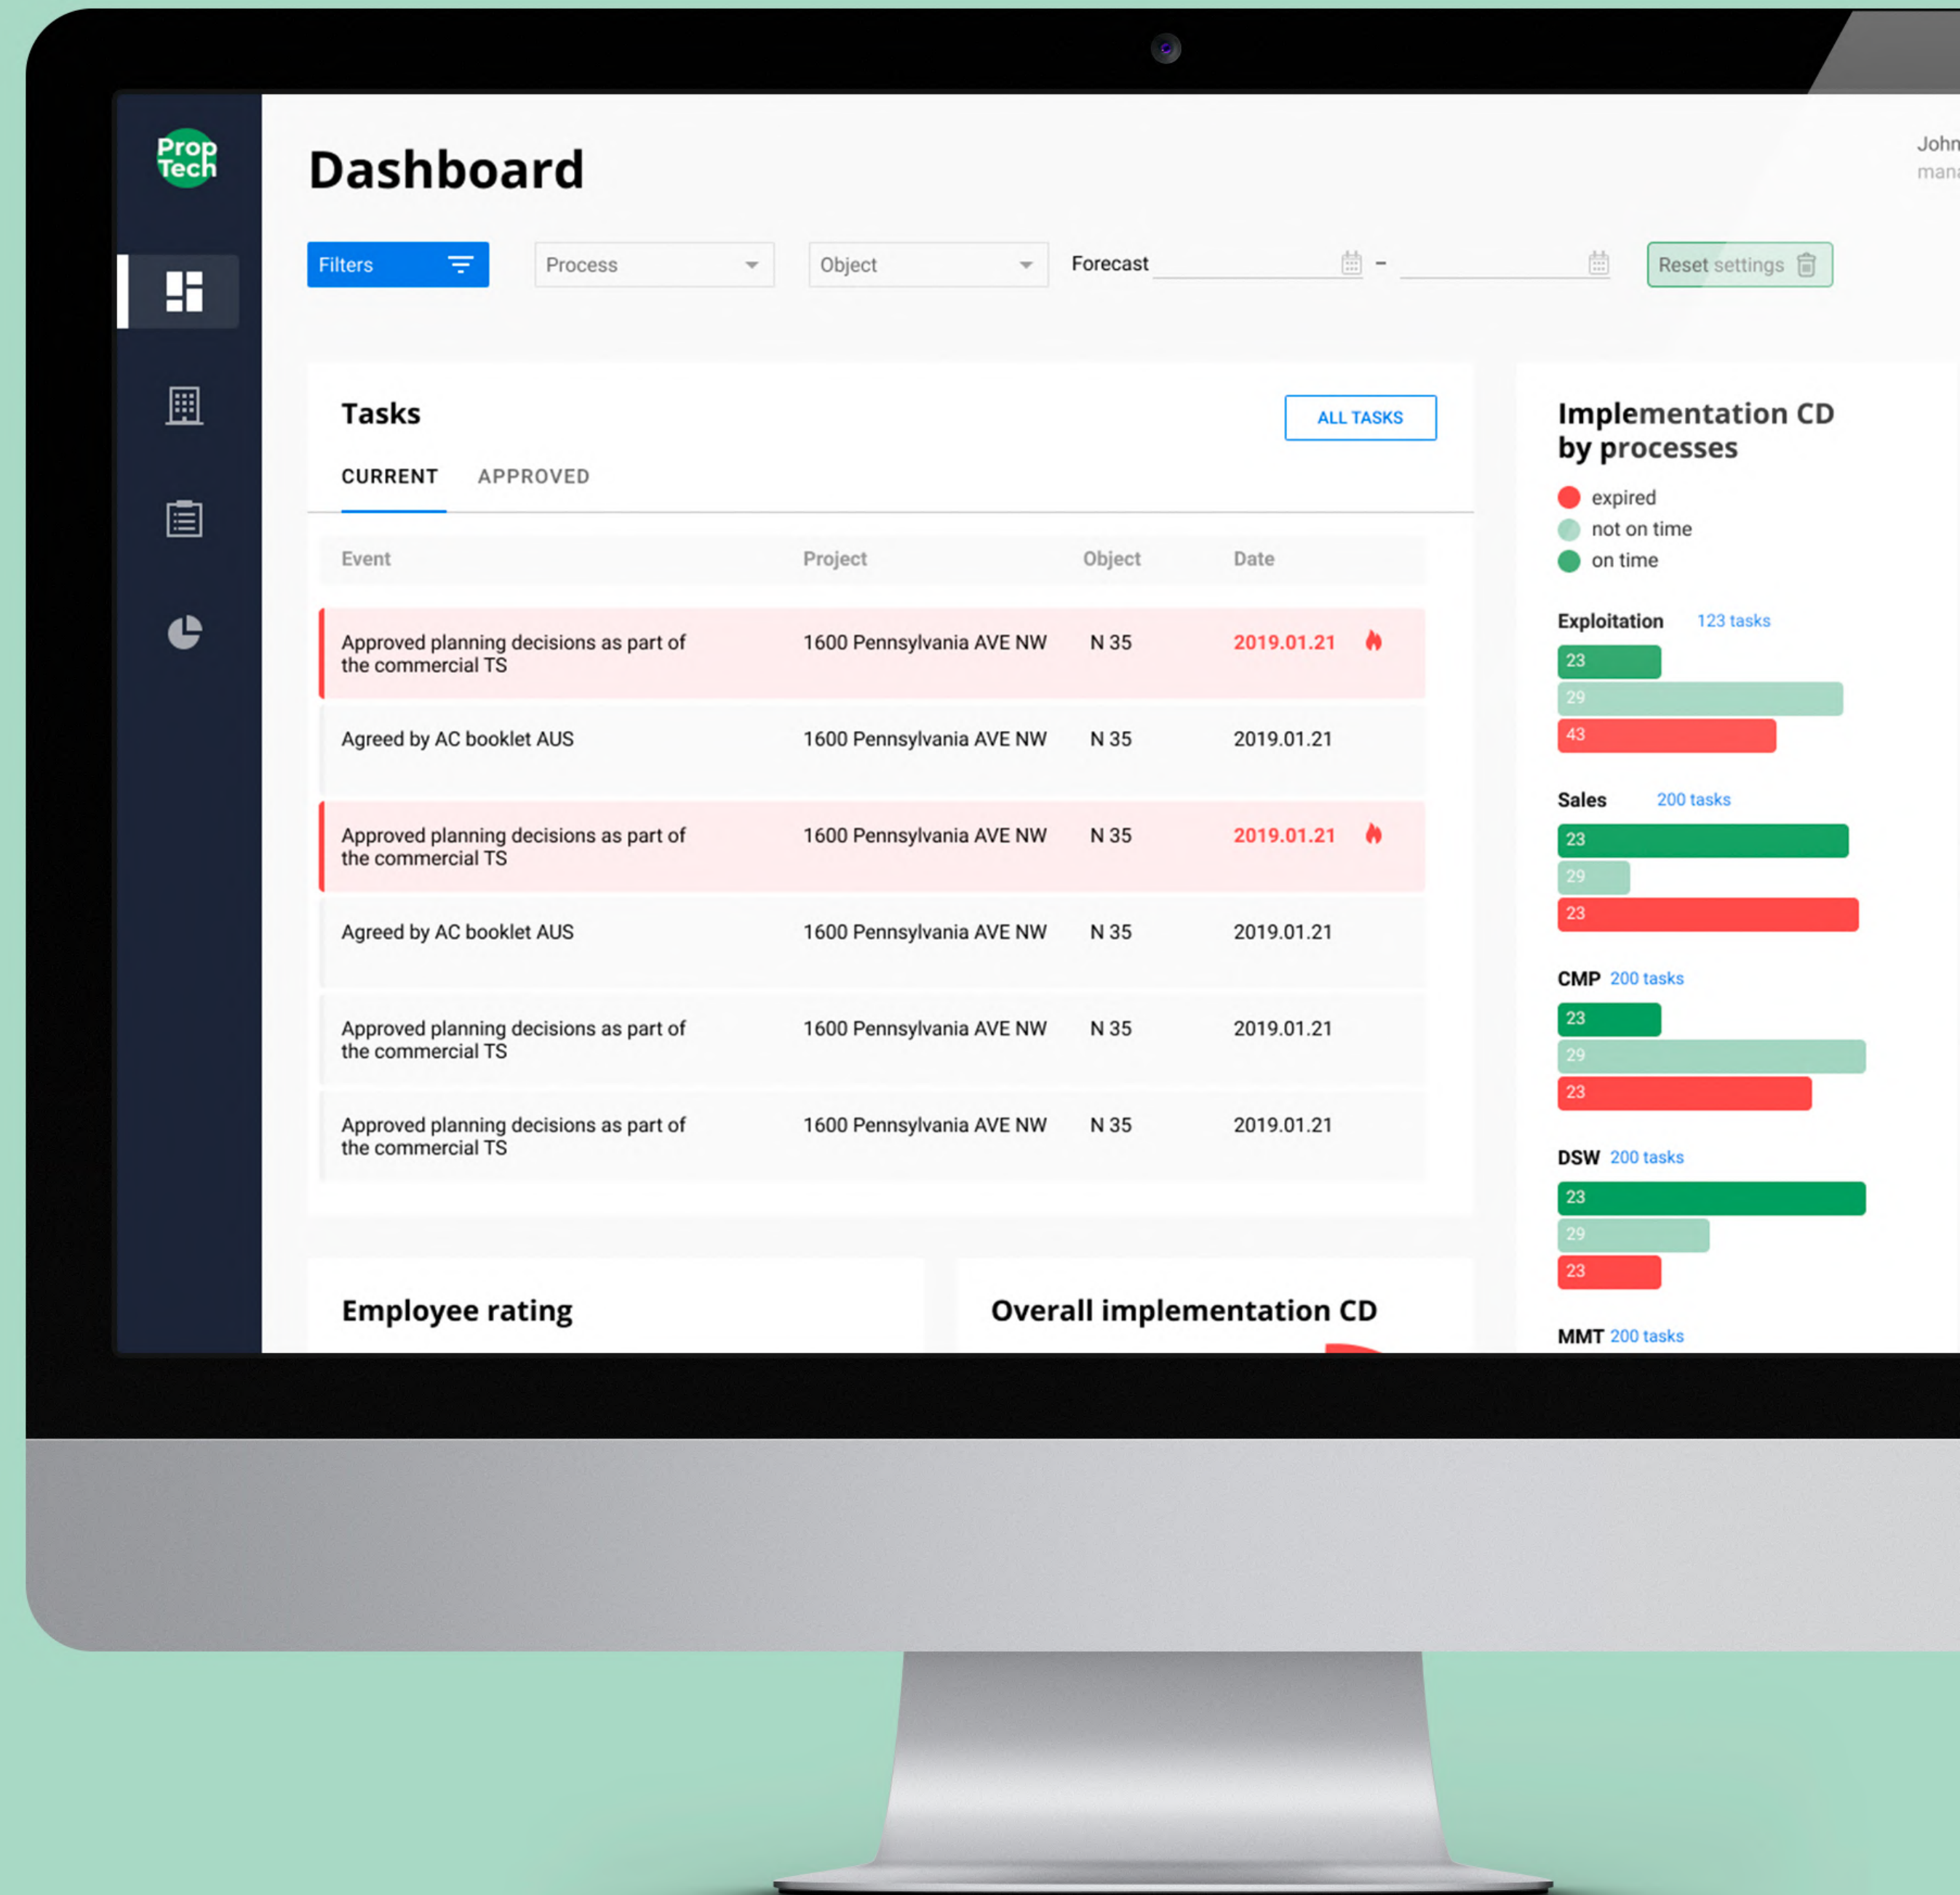 Prop
Tech
Dashboard
John
Filters
Process
Object
Forecast
-
Reset settings
Tasks
ALL TASKS
CURRENT APPROVED
Event Project Object Date
Approved planning decisions as part of
the commercial TS
1600 Pennsylvania AVE NW N 35 2019.01.21
Agreed by AC booklet AUS 1600 Pennsylvania AVE NW N 35 2019.01.21
Approved planning decisions as part of
the commercial TS
1600 Pennsylvania AVE NW N 35 2019.01.21
Agreed by AC booklet AUS 1600 Pennsylvania AVE NW N 35 2019.01.21
Approved planning decisions as part of
the commercial TS
1600 Pennsylvania AVE NW N 35 2019.01.21
Approved planning decisions as part of
the commercial TS
1600 Pennsylvania AVE NW N 35 2019.01.21
Employee rating
Overall implementation CD
Implementation CD
by processes
expired
not on time
on time
Exploitation 123 tasks
23
29
43
Sales 200 tasks
23
29
23
CMP 200 tasks
23
29
23
DSW 200 tasks
23
29
23
MMT 200 tasks